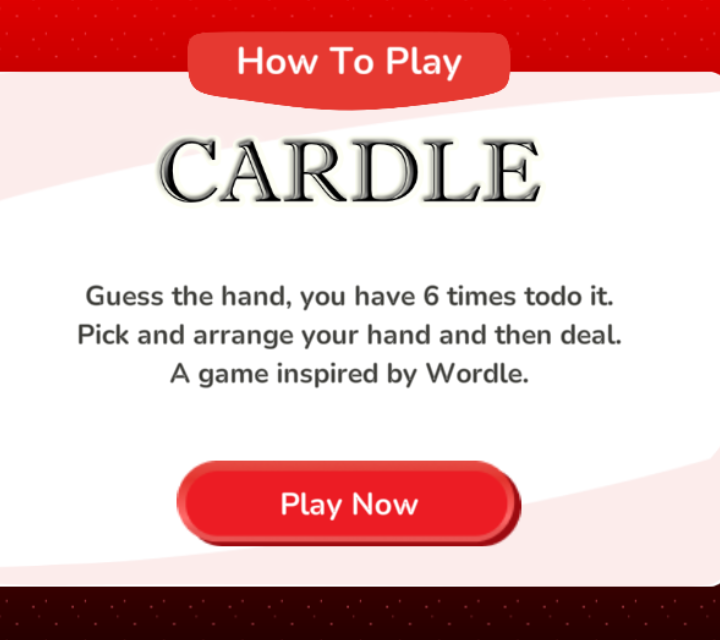 How To Play
CARDLE
Guess the hand, you have 6 times todo it.
Pick and arrange your hand and then deal.
A game inspired by Wordle.
Play Now